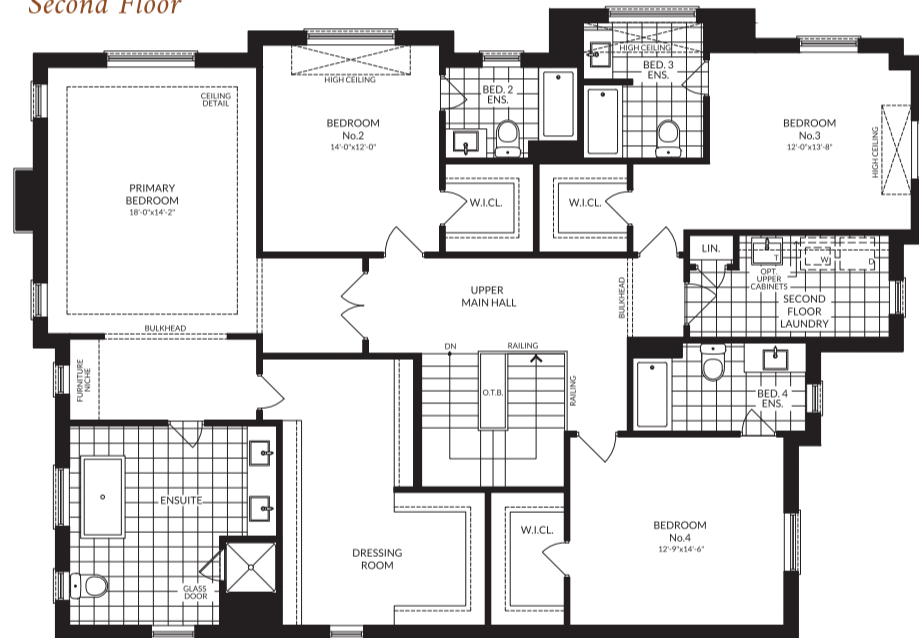 Second Floor
HIGH CEILING
BED. 3
ENS.
CEILING
DETAIL
HIGH CEILING
BED. 2
ENS.
BEDROOM
No.2
14'-0"x12'-0"
BEDROOM
No.3
12'-0"x13'-8"
HIGH CEILING
PRIMARY
BEDROOM
18'-0"x14'-2"
W.I.CL.
W.I.CL.
LIN.
T
W
D
OPT.
UPPER
CABINETS
SECOND
FLOOR
LAUNDRY
UPPER
MAIN HALL
BULKHEAD
BULKHEAD
DN
RAILING
RAILING
O.T.B.
FURNITURE
NICHE
BED. 4
ENS.
ENSUITE
GLASS
DOOR
DRESSING
ROOM
W.I.CL.
BEDROOM
No.4
12'-9"x14'-6"